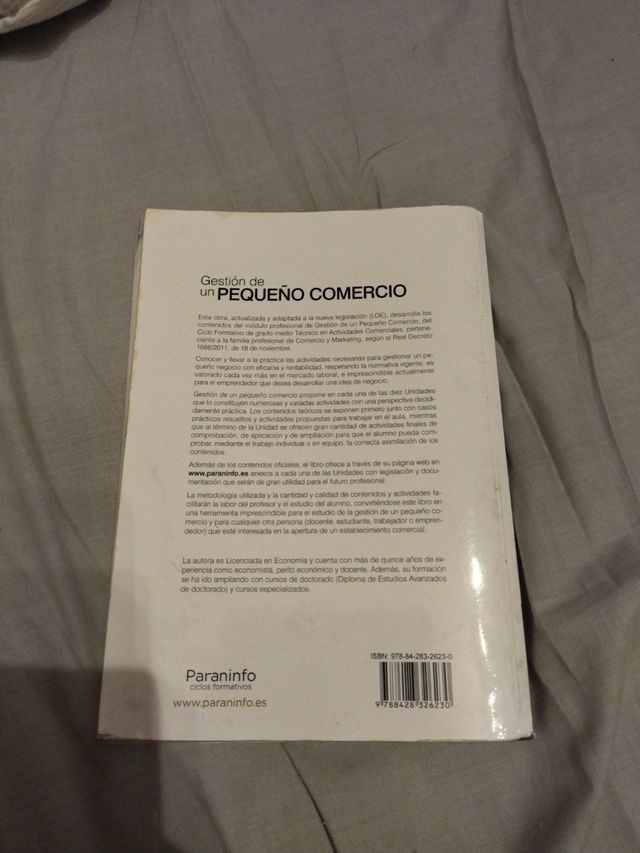 Gestión de
un PEQUEÑO COMERCIO
Esta obra, actualizada y adaptada a la nueva legislación (LOE), desarrolla los
contenidos del módulo profesional de Gestión de un Pequeño Comercio, del
Ciclo Formativo de grado medio Técnico en Actividades Comerciales, pertene-
ciente a la familia profesional de Comercio y Marketing, según el Real Decreto
1688/2011, de 18 de noviembre.
Conocer y llevar a la práctica las actividades necesarias para gestionar un pe-
queño negocio con eficacia y rentabilidad, respetando la normativa vigente, es
valorado cada vez más en el mercado laboral, e imprescindible actualmente
para el emprendedor que desea desarrollar una idea de negocio.
Gestión de un pequeño comercio propone en cada una de las diez Unidades
que lo constituyen numerosas y variadas actividades con una perspectiva decidi-
damente práctica. Los contenidos teóricos se exponen primero junto con casos
prácticos resueltos y actividades propuestas para trabajar en el aula, mientras
que al término de la Unidad se ofrecen gran cantidad de actividades finales de
comprobación, de aplicación y de ampliación para que el alumno pueda com-
probar, mediante el trabajo individual o en equipo, la correcta asimilación de los
contenidos.
Además de los contenidos oficiales, el libro ofrece a través de su página web en
www.paraninfo.es anexos a cada una de las Unidades con legislación y docu-
mentación que serán de gran utilidad para el futuro profesional.
La metodología utilizada y la cantidad y calidad de contenidos y actividades fa-
cilitarán la labor del profesor y el estudio del alumno, convirtiéndose este libro en
una herramienta imprescindible para el estudio de la gestión de un pequeño co-
mercio y para cualquier otra persona (docente, estudiante, trabajador o empren-
dedor) que esté interesada en la apertura de un establecimiento comercial.
La autora es Licenciada en Economía y cuenta con más de quince años de ex-
periencia como economista, perito económico y docente. Además, su formación
se ha ido ampliando con cursos de doctorado (Diploma de Estudios Avanzados
de doctorado) y cursos especializados.
ISBN: 978-84-283-2623-0
Paraninfo
ciclos formativos
www.paraninfo.es
9 788428 326230